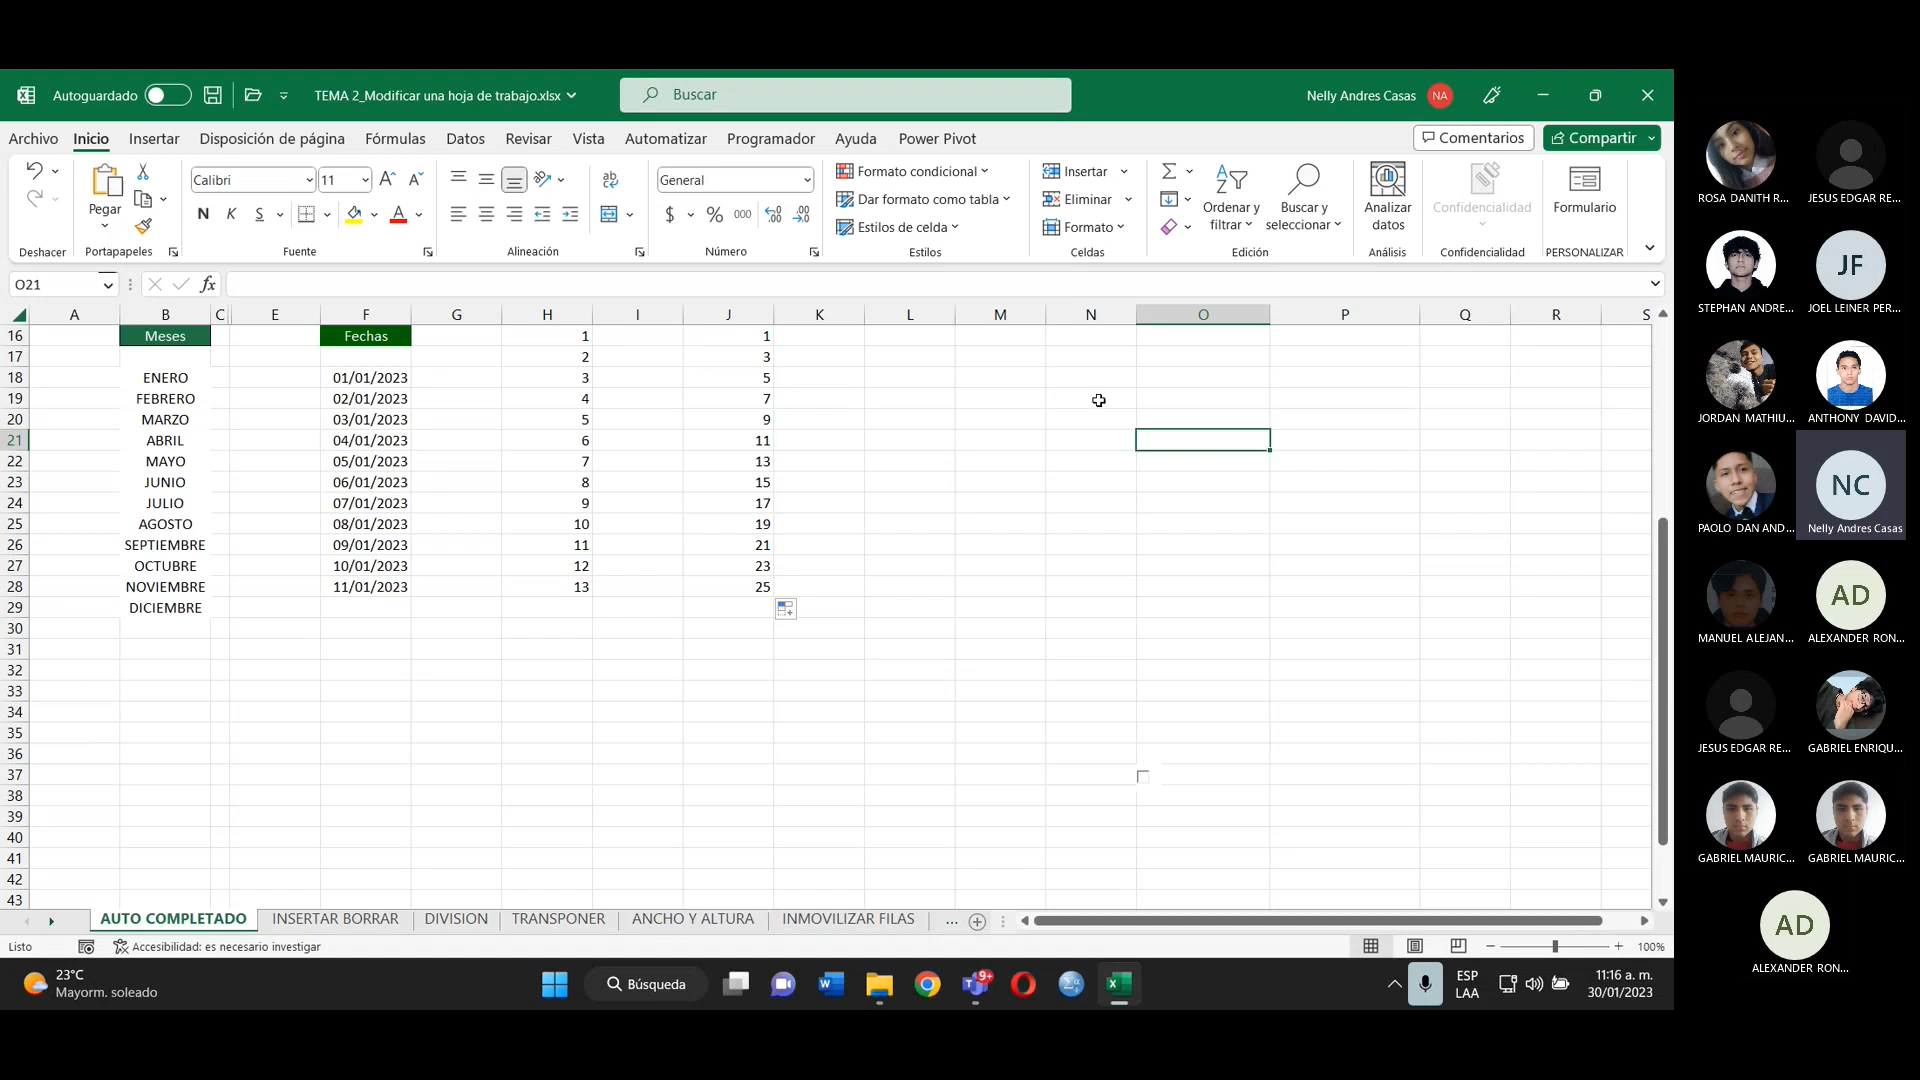 Autoguardado TEMA 2_Modificar una hoja de trabajo.xlsx Buscar Nelly Andres Casas NA
Archivo Inicio Insertar Disposición de página Fórmulas Datos Revisar Vista Automatizar Programador Ayuda Power Pivot Comentarios Compartir
Pegar
Calibri 11
N K S
ab
General
$ % 000
Formato condicional
Dar formato como tabla
Estilos de celda
Insertar
Eliminar
Formato
Ordenar y filtrar
Buscar y seleccionar
Analizar datos
Confidencialidad
Formulario
Deshacer Portapapeles Fuente Alineación Número Estilos Celdas Edición Análisis Confidencialidad PERSONALIZAR
O21 fx
A B C E F G H I J K L M N O P Q R S
16 Meses Fechas 1 1
17 2 3
18 ENERO 01/01/2023 3 5
19 FEBRERO 02/01/2023 4 7
20 MARZO 03/01/2023 5 9
21 ABRIL 04/01/2023 6 11
22 MAYO 05/01/2023 7 13
23 JUNIO 06/01/2023 8 15
24 JULIO 07/01/2023 9 17
25 AGOSTO 08/01/2023 10 19
26 SEPTIEMBRE 09/01/2023 11 21
27 OCTUBRE 10/01/2023 12 23
28 NOVIEMBRE 11/01/2023 13 25
29 DICIEMBRE
30
31
32
33
34
35
36
37
38
39
40
41
42
43
AUTO COMPLETADO INSERTAR BORRAR DIVISION TRANSPONER ANCHO Y ALTURA INMOVILIZAR FILAS ...
Listo Accesibilidad: es necesario investigar 100%
23°C
Mayorm. soleado
Búsqueda
9+
ESP
LAA
11:16 a. m.
30/01/2023
ROSA DANITH R... JESUS EDGAR RE...
JF
STEPHAN ANDRE... JOEL LEINER PER...
JORDAN MATHIU... ANTHONY DAVID...
NC
PAOLO DAN AND... Nelly Andres Casas
AD
MANUEL ALEJAN... ALEXANDER RON...
JESUS EDGAR RE... GABRIEL ENRIQU...
GABRIEL MAURIC... GABRIEL MAURIC...
AD
ALEXANDER RON...